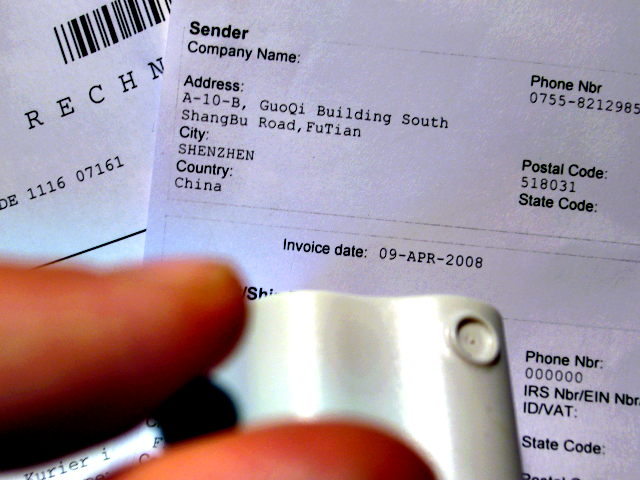 RECHN
DE 1116 07161
Sender
Company Name:
Address:
A-10-B, GuoQi Building South
ShangBu Road,FuTian
City:
SHENZHEN
Country:
China
Phone Nbr
0755-8212985
Postal Code:
518031
State Code:
Invoice date: 09-APR-2008
Phone Nbr:
000000
IRS Nbr/EIN Nbr/
ID/VAT:
State Code:
Kurier i